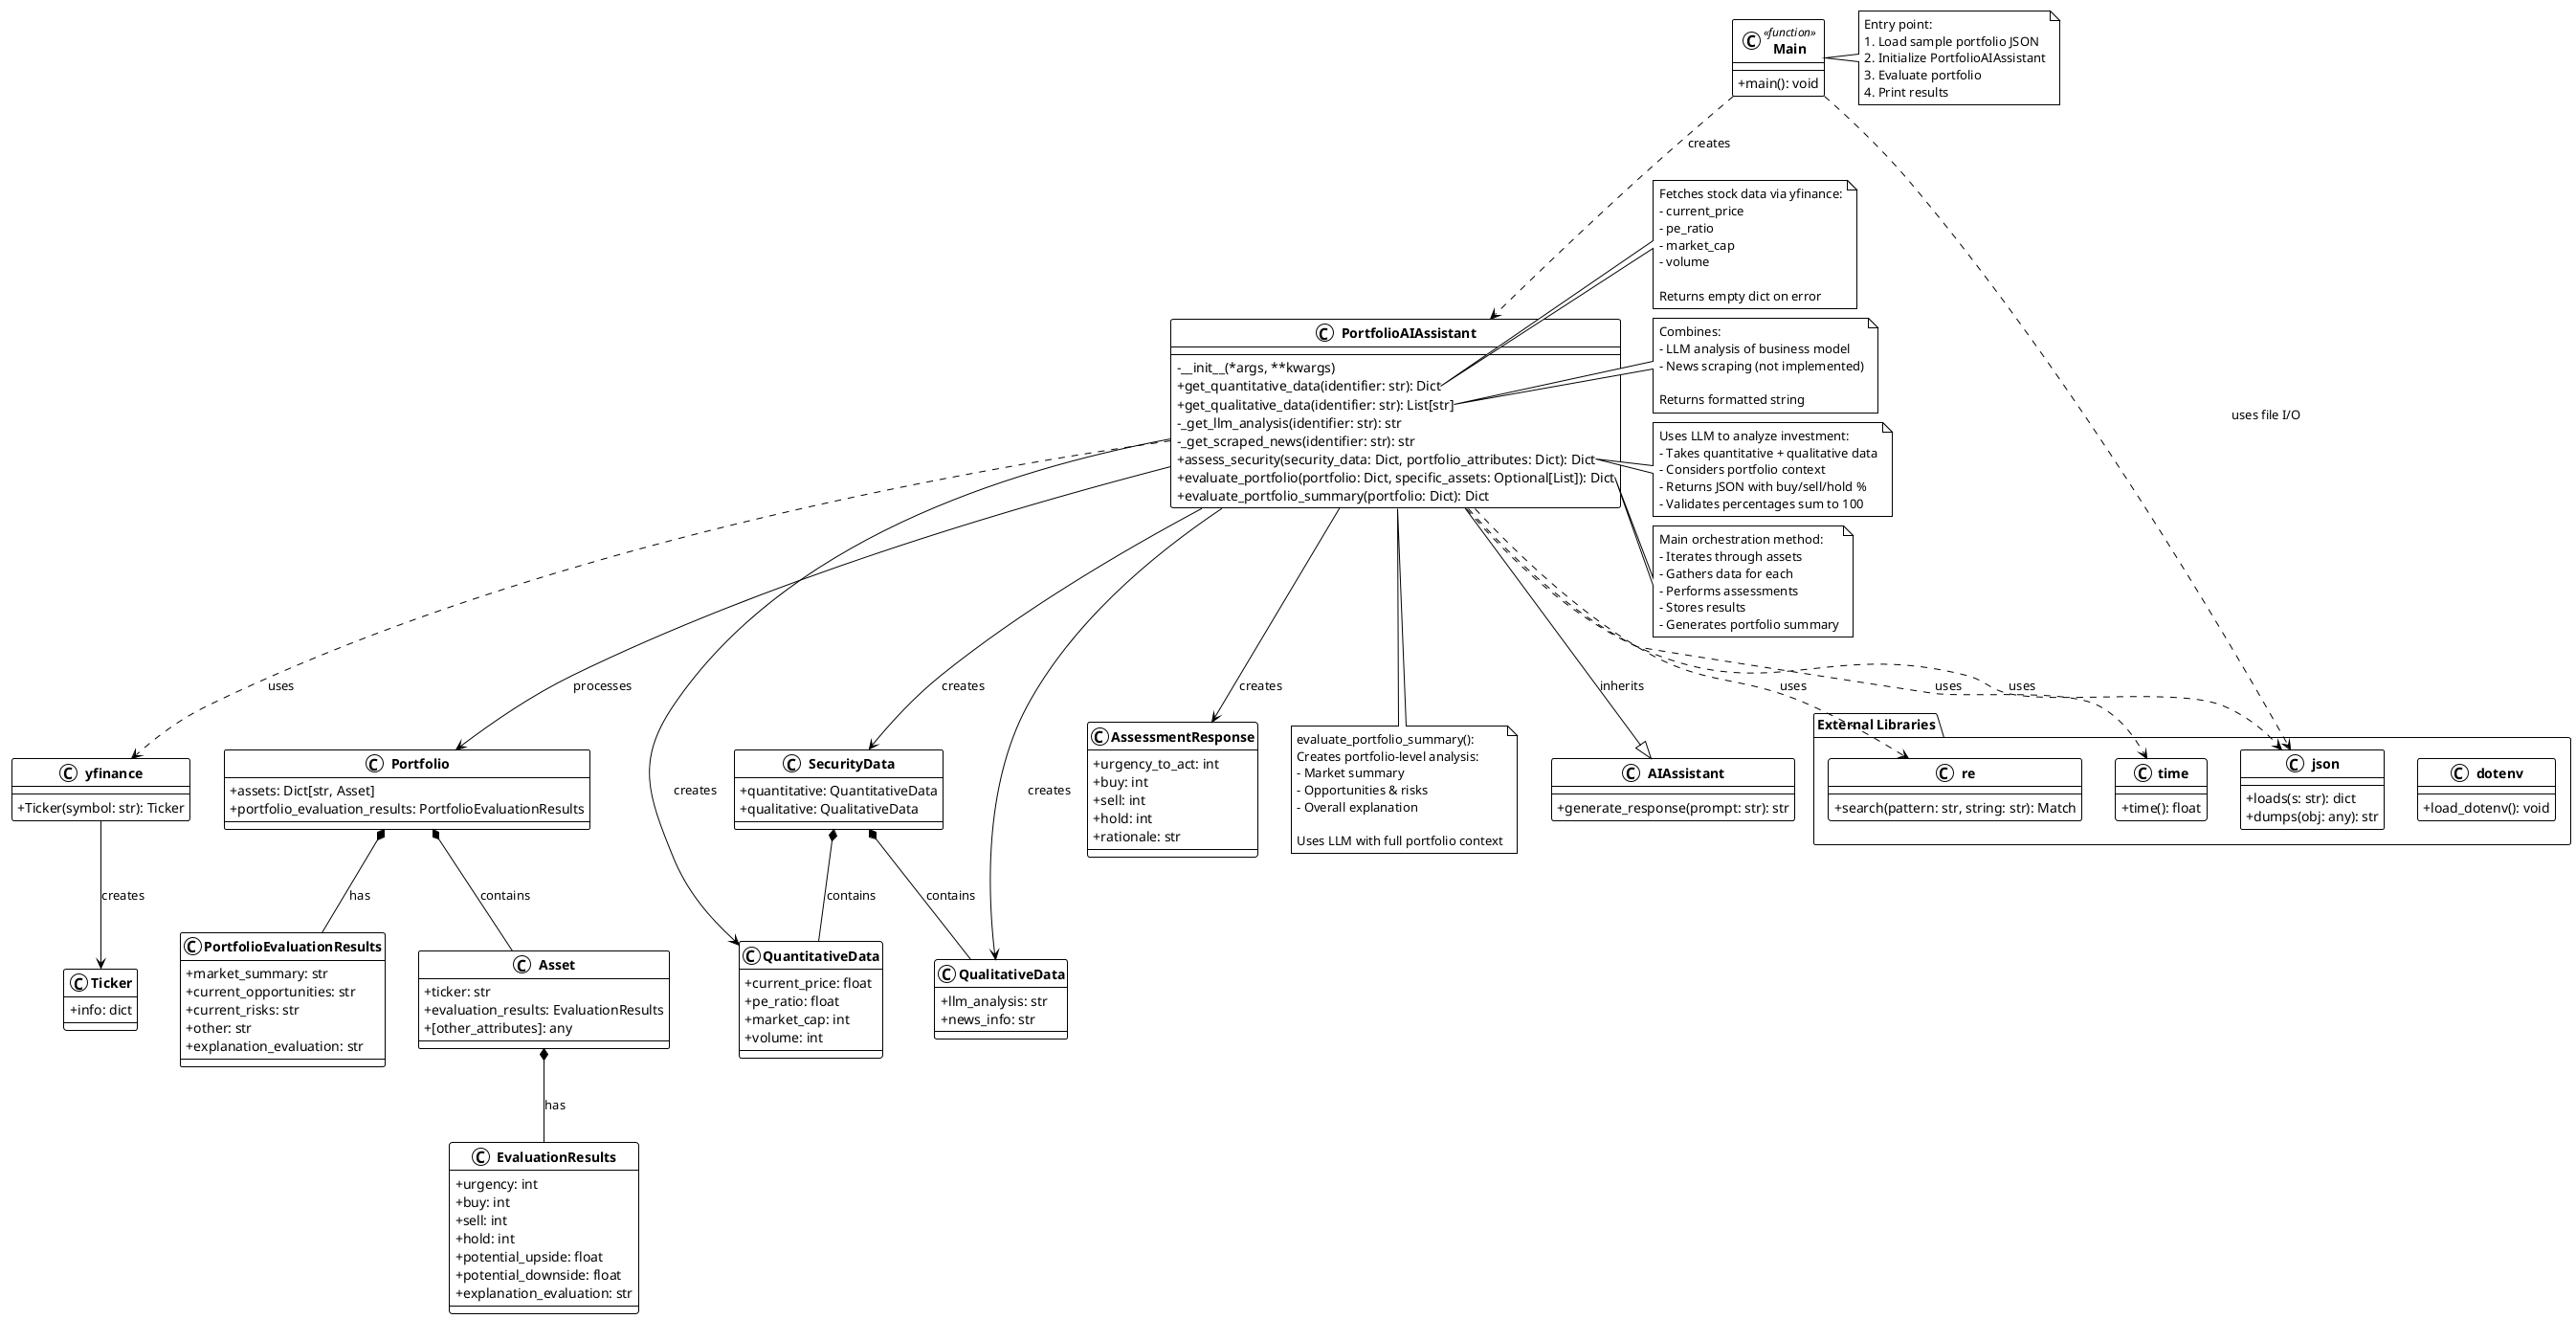 «function»
Main
+main(): void
Entry point:
1. Load sample portfolio JSON
2. Initialize PortfolioAIAssistant
3. Evaluate portfolio
4. Print results
creates
uses file I/O
Fetches stock data via yfinance:
- current_price
- pe_ratio
- market_cap
- volume
Returns empty dict on error
Combines:
- LLM analysis of business model
- News scraping (not implemented)
Returns formatted string
Uses LLM to analyze investment:
- Takes quantitative + qualitative data
- Considers portfolio context
- Returns JSON with buy/sell/hold %
- Validates percentages sum to 100
Main orchestration method:
- Iterates through assets
- Gathers data for each
- Performs assessments
- Stores results
- Generates portfolio summary
PortfolioAIAssistant
-__init__(*args, **kwargs)
+get_quantitative_data(identifier: str): Dict
+get_qualitative_data(identifier: str): List[str]
-_get_llm_analysis(identifier: str): str
-_get_scraped_news(identifier: str): str
+assess_security(security_data: Dict, portfolio_attributes: Dict): Dict
+evaluate_portfolio(portfolio: Dict, specific_assets: Optional[List]): Dict
+evaluate_portfolio_summary(portfolio: Dict): Dict
uses
processes
creates
creates
creates
creates
inherits
uses
uses
uses
yfinance
+Ticker(symbol: str): Ticker
Portfolio
+assets: Dict[str, Asset]
+portfolio_evaluation_results: PortfolioEvaluationResults
SecurityData
+quantitative: QuantitativeData
+qualitative: QualitativeData
AssessmentResponse
+urgency_to_act: int
+buy: int
+sell: int
+hold: int
+rationale: str
evaluate_portfolio_summary():
Creates portfolio-level analysis:
- Market summary
- Opportunities & risks
- Overall explanation
Uses LLM with full portfolio context
AIAssistant
+generate_response(prompt: str): str
External Libraries
re
+search(pattern: str, string: str): Match
time
+time(): float
json
+loads(s: str): dict
+dumps(obj: any): str
dotenv
+load_dotenv(): void
creates
has
contains
contains
contains
Ticker
+info: dict
PortfolioEvaluationResults
+market_summary: str
+current_opportunities: str
+current_risks: str
+other: str
+explanation_evaluation: str
Asset
+ticker: str
+evaluation_results: EvaluationResults
+[other_attributes]: any
QuantitativeData
+current_price: float
+pe_ratio: float
+market_cap: int
+volume: int
QualitativeData
+llm_analysis: str
+news_info: str
has
EvaluationResults
+urgency: int
+buy: int
+sell: int
+hold: int
+potential_upside: float
+potential_downside: float
+explanation_evaluation: str